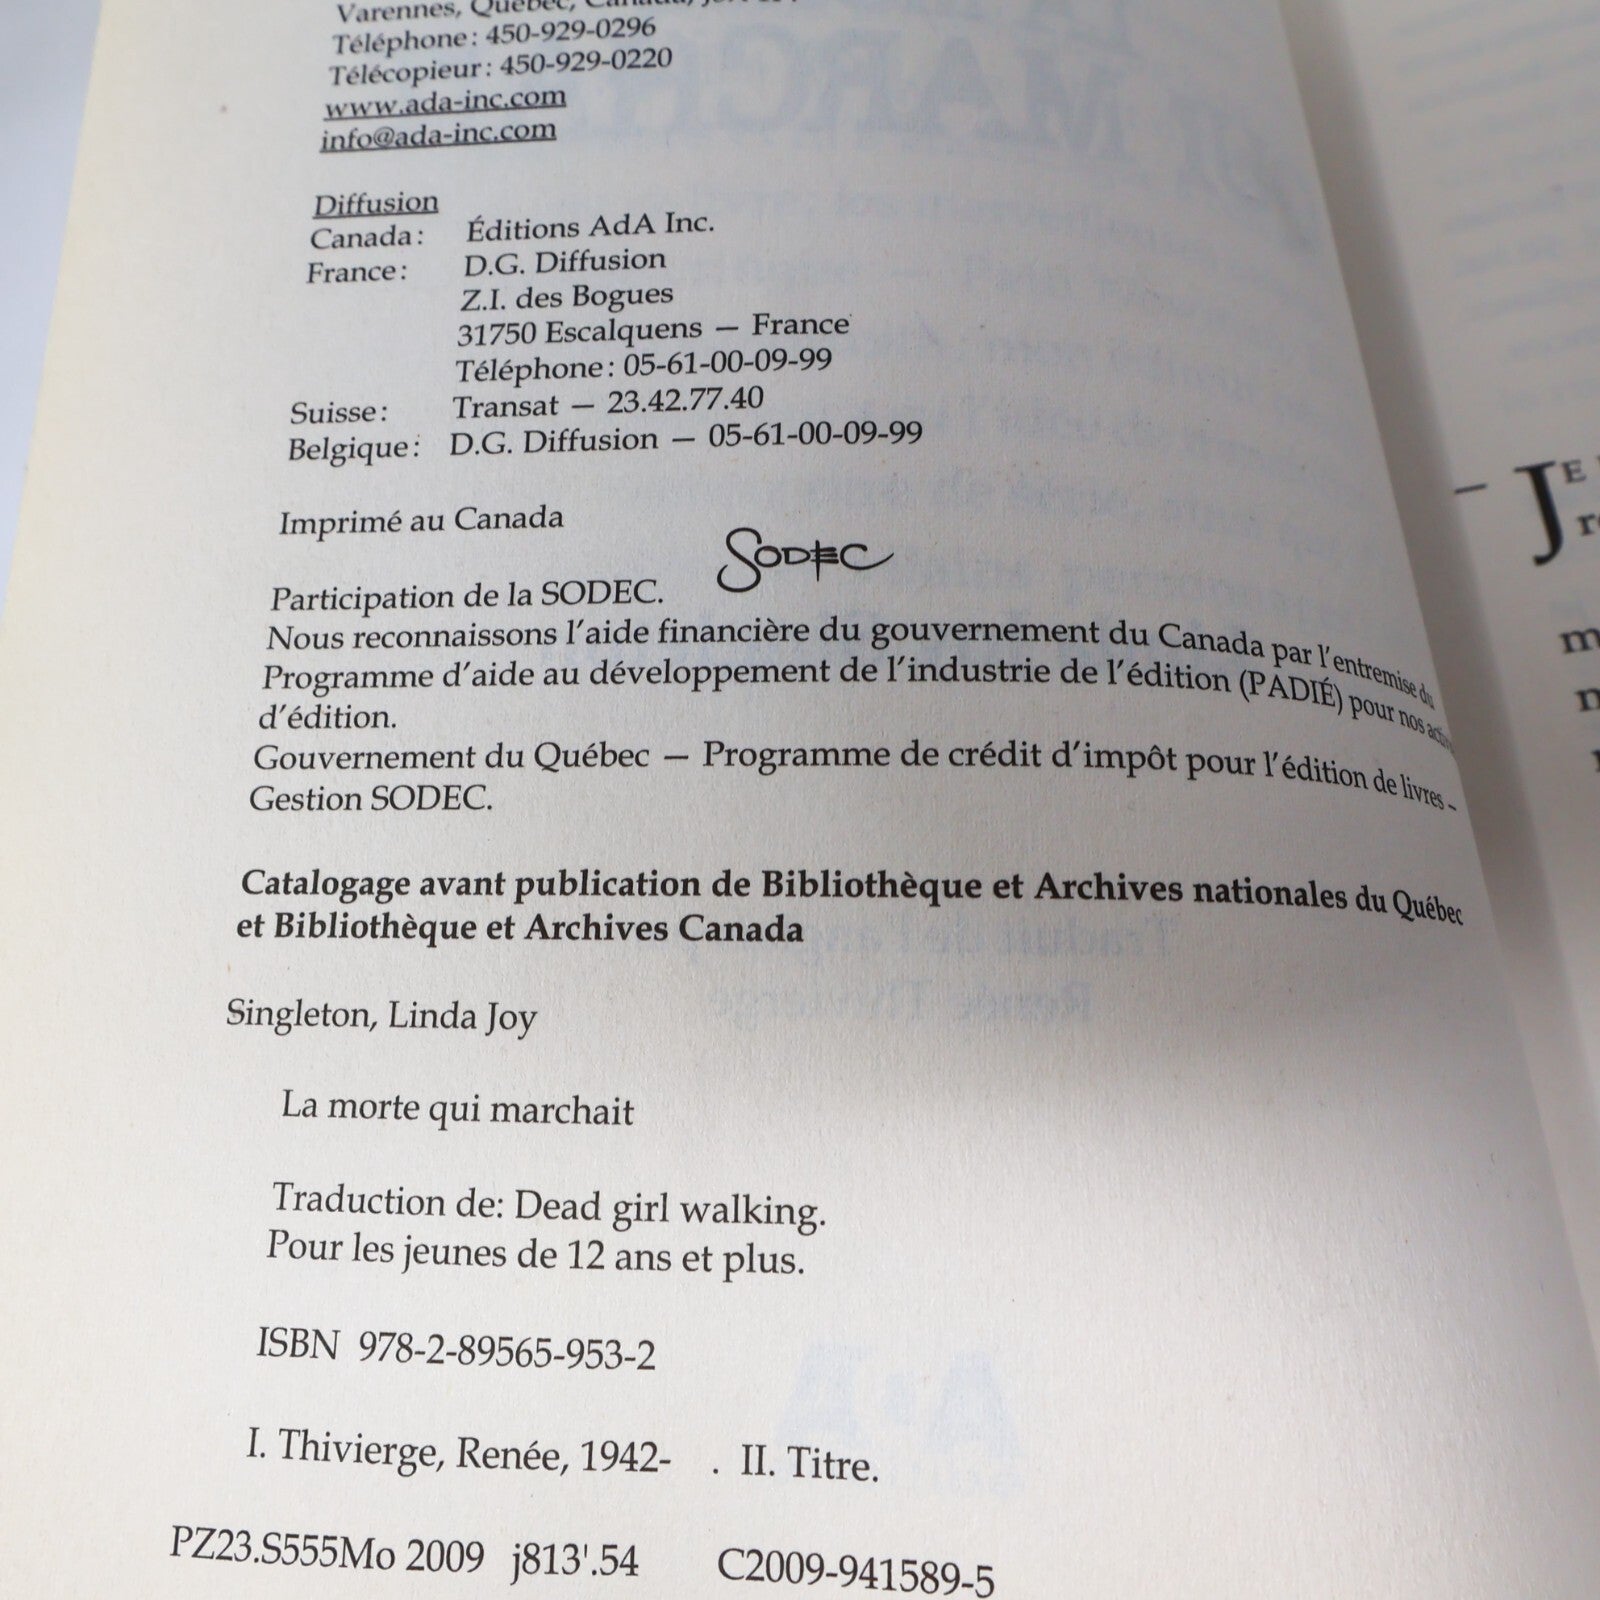 Varennes, Québec, Canada,
Téléphone : 450-929-0296
Télécopieur : 450-929-0220
www.ada-inc.com
info@ada-inc.com
Diffusion
Canada : Éditions AdA Inc.
France : D.G. Diffusion
Z.I. des Bogues
31750 Escalquens — France
Téléphone : 05-61-00-09-99
Suisse : Transat — 23.42.77.40
Belgique : D.G. Diffusion — 05-61-00-09-99
Imprimé au Canada
SODEC
Participation de la SODEC.
Nous reconnaissons l'aide financière du gouvernement du Canada par l'entremise du
Programme d'aide au développement de l'industrie de l'édition (PADIÉ) pour nos
d'édition.
Gouvernement du Québec — Programme de crédit d'impôt pour l'édition de livres –
Gestion SODEC.
Catalogage avant publication de Bibliothèque et Archives nationales du Québec
et Bibliothèque et Archives Canada
Singleton, Linda Joy
La morte qui marchait
Traduction de: Dead girl walking.
Pour les jeunes de 12 ans et plus.
ISBN 978-2-89565-953-2
I. Thivierge, Renée, 1942- . II. Titre.
PZ23.S555Mo 2009 j813'.54 C2009-941589-5
– JE